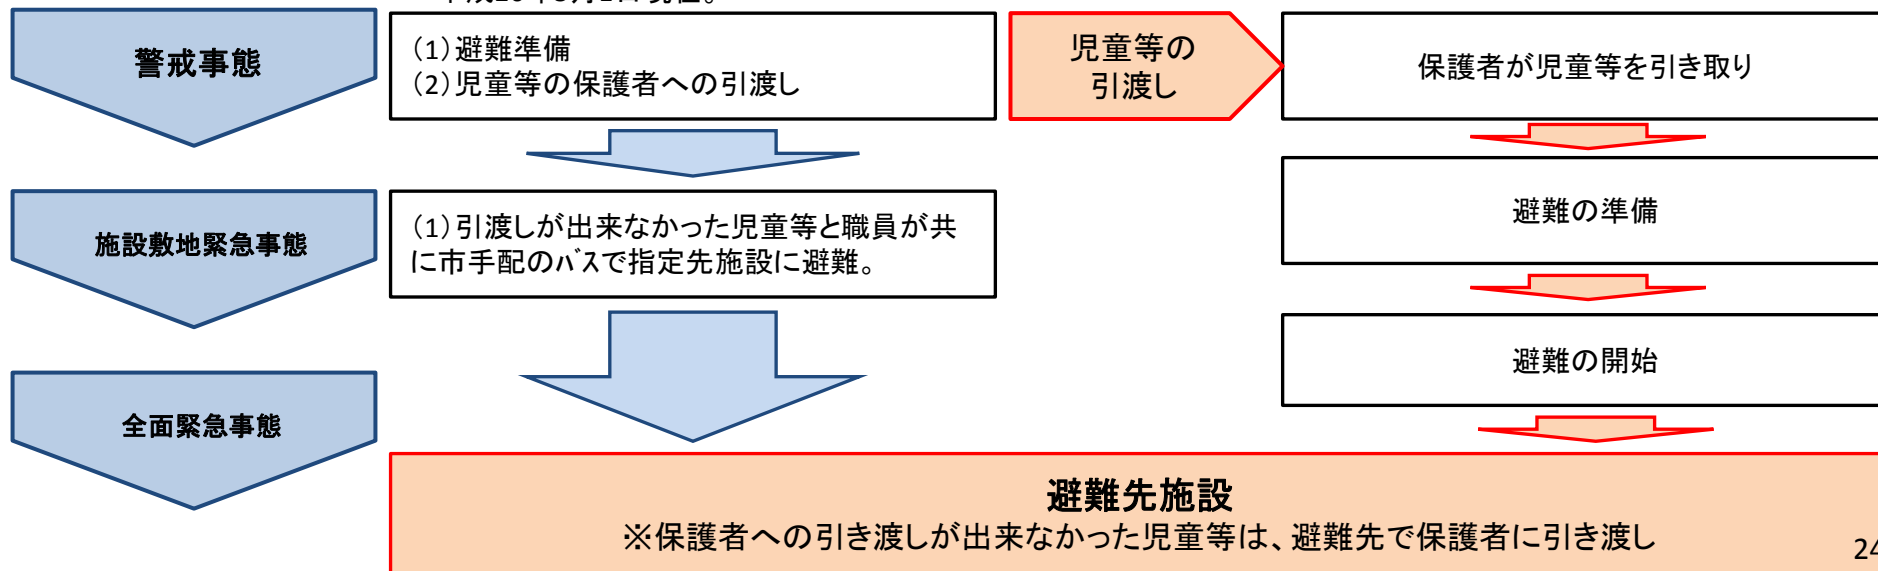 警戒事態
(1)避難準備
(2)児童等の保護者への引渡し
児童等の
引渡し
保護者が児童等を引き取り
避難の準備
施設敷地緊急事態
(1)引渡しが出来なかった児童等と職員が共
に市手配のバスで指定先施設に避難。
避難の開始
全面緊急事態
避難先施設
※保護者への引き渡しが出来なかった児童等は、避難先で保護者に引き渡し
24